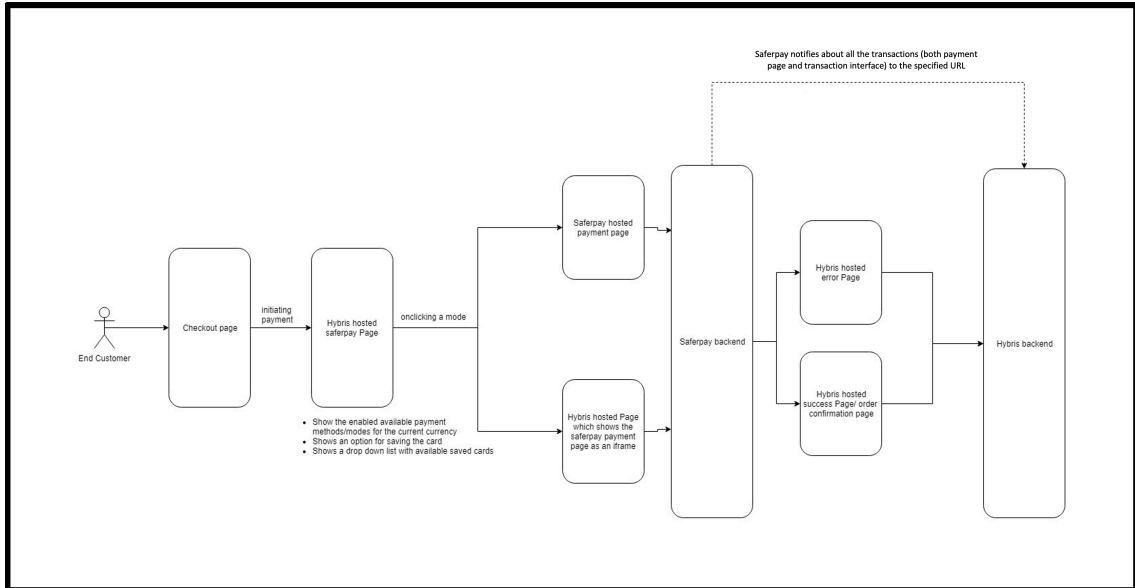 Saferpay notifies about all the transactions (both payment
page and transaction interface) to the specified URL
Saferpay hosted
payment page
Hybris hosted
error Page
End Customer
Checkout page
initiating
payment
Hybris hosted
saferpay Page
onclicking a mode
Saferpay backend
Hybris backend
• Show the enabled available payment
methods/modes for the current currency
• Shows an option for saving the card
• Shows a drop down list with available saved cards
Hybris hosted Page
which shows the
saferpay payment
page as an iframe
Hybris hosted
success Page/ order
confirmation page